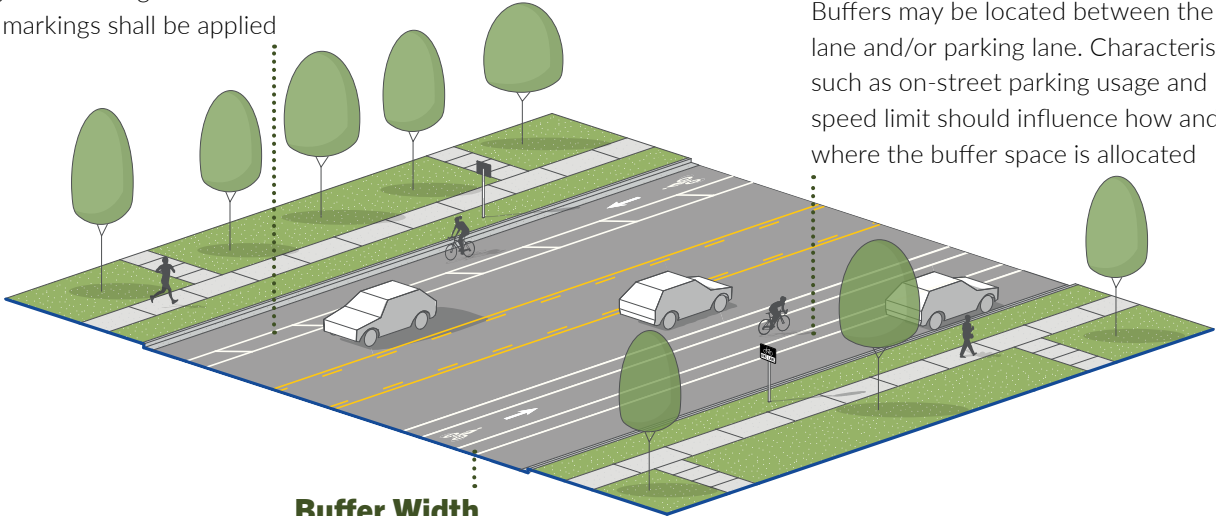 markings shall be applied
Buffers may be located between the
lane and/or parking lane. Characteris
such as on-street parking usage and
speed limit should influence how and
where the buffer space is allocated
Buffer Width